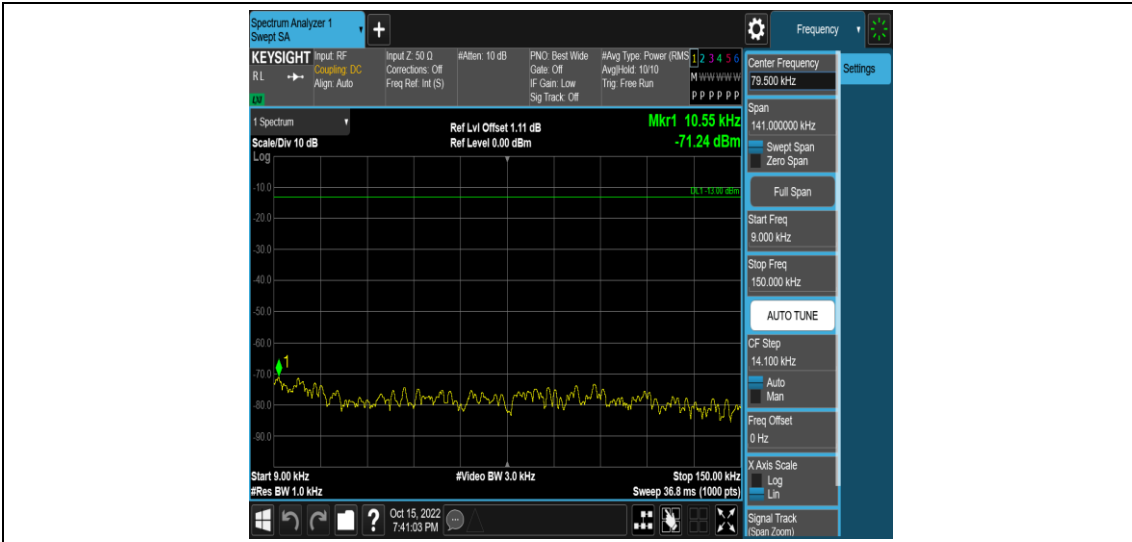 Spectrum Analyzer 1
Swept SA
+
Frequency
KEYSIGHT
RL
LXI
Input: RF
Coupling: DC
Align: Auto
Input Z: 50 Ω
Corrections: Off
Freq Ref: Int (S)
#Atten: 10 dB
PNO: Best Wide
Gate: Off
IF Gain: Low
Sig Track: Off
#Avg Type: Power (RMS
Avg|Hold: 10/10
Trig: Free Run
1 2 3 4 5 6
M W W W W W
P P P P P P
1 Spectrum
Scale/Div 10 dB
Log
Ref Lvl Offset 1.11 dB
Ref Level 0.00 dBm
Mkr1 10.55 kHz
-71.24 dBm
DL1 -13.00 dBm
-10.0
-20.0
-30.0
-40.0
-50.0
-60.0
1
-70.0
-80.0
-90.0
Start 9.00 kHz
#Video BW 3.0 kHz
Stop 150.00 kHz
#Res BW 1.0 kHz
Sweep 36.8 ms (1000 pts)
?
Oct 15, 2022
7:41:03 PM
Center Frequency
79.500 kHz
Settings
Span
141.000000 kHz
Swept Span
Zero Span
Full Span
Start Freq
9.000 kHz
Stop Freq
150.000 kHz
AUTO TUNE
CF Step
14.100 kHz
Auto
Man
Freq Offset
0 Hz
X Axis Scale
Log
Lin
Signal Track
(Span Zoom)